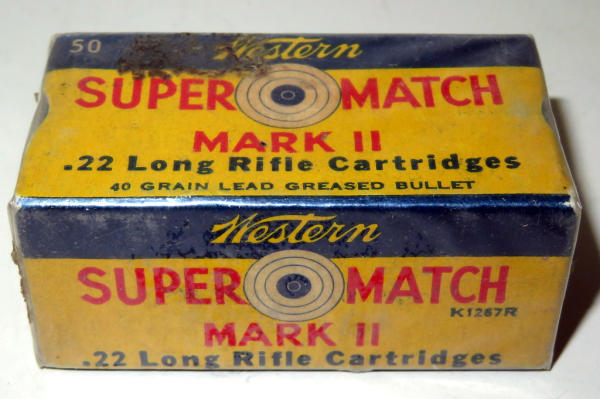 50 Western
SUPER MATCH
MARK II
.22 Long Rifle Cartridges
40 GRAIN LEAD GREASED BULLET
Western
SUPER MATCH
K1267R
MARK II
.22 Long Rifle Cartridges